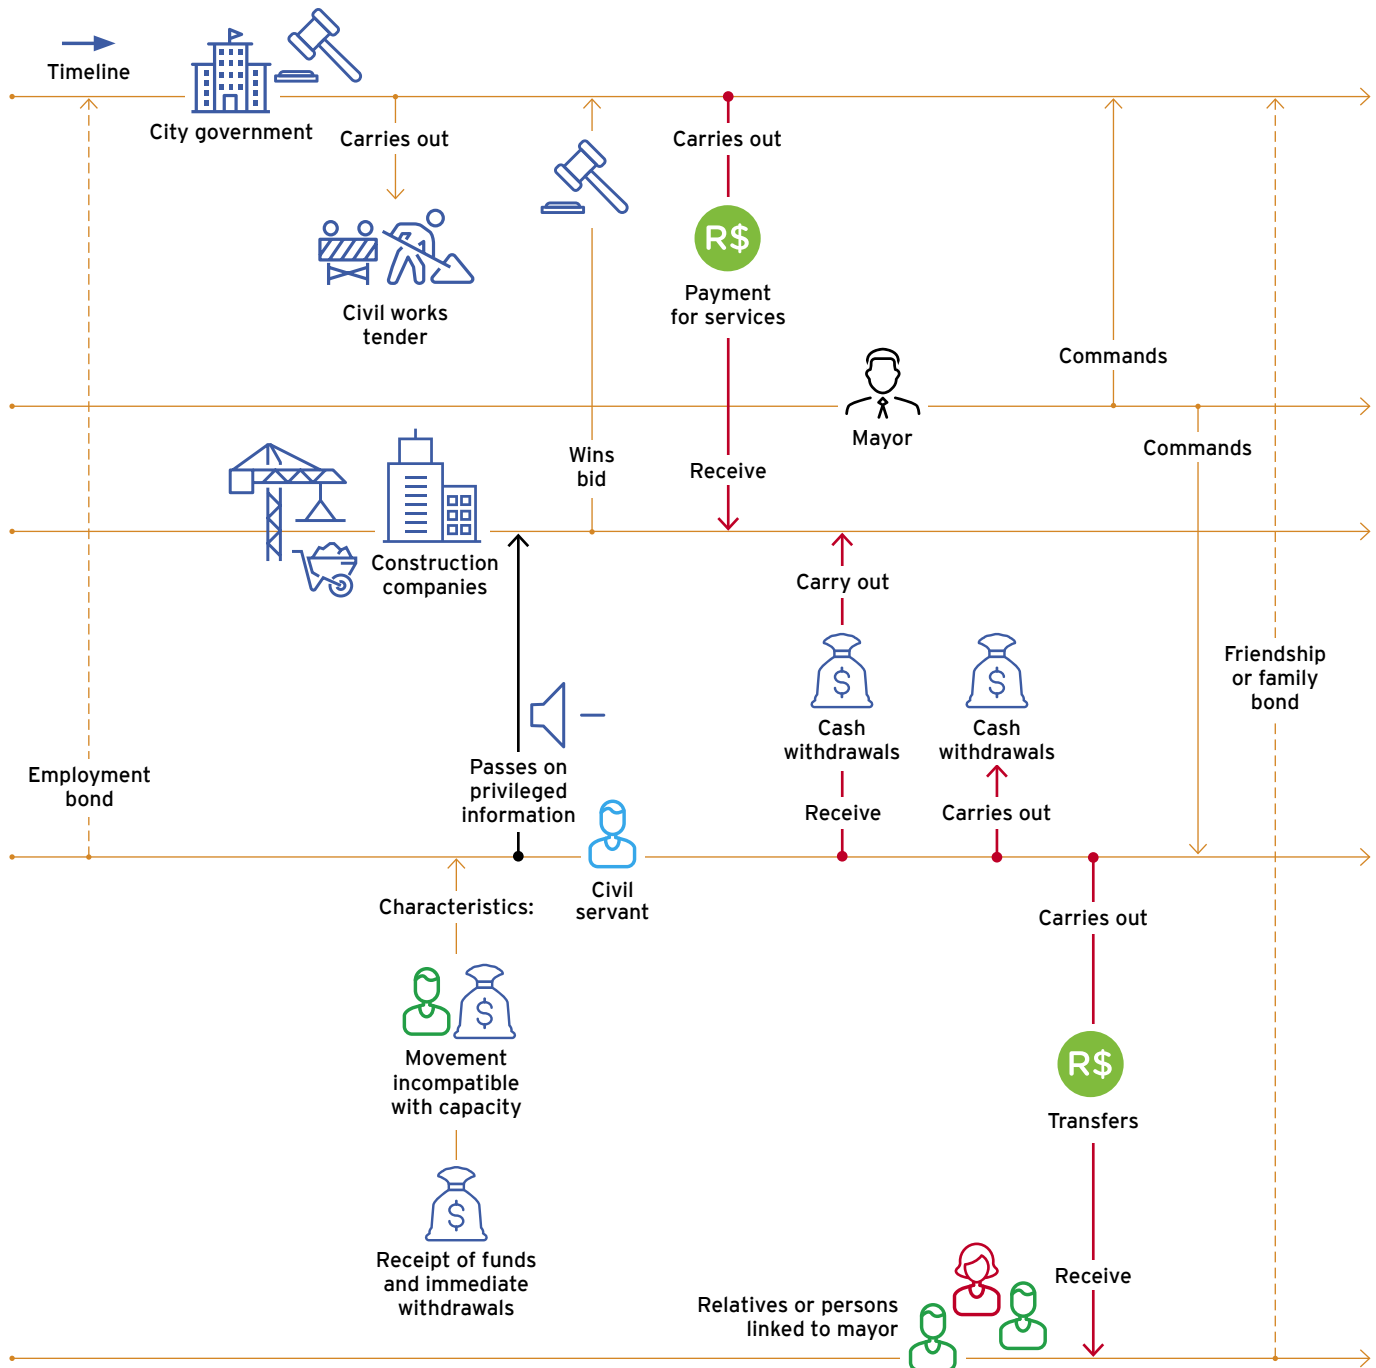 Timeline
City government
Carries out
Carries out
R$
Civil works
tender
Payment
for services
Commands
Mayor
Commands
Wins
bid
Receive
Construction
companies
Carry out
$
$
Friendship
or family
bond
Cash
withdrawals
Cash
withdrawals
Employment
bond
Passes on
privileged
information
Receive
Carries out
Civil
servant
Characteristics:
Carries out
$
Movement
incompatible
with capacity
R$
Transfers
$
Receipt of funds
and immediate
withdrawals
Receive
Relatives or persons
linked to mayor